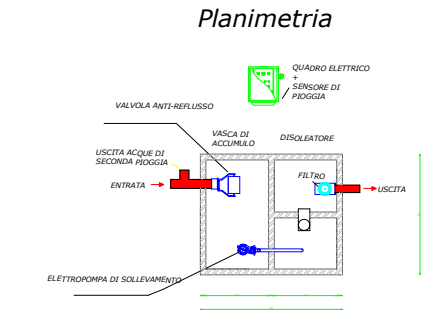 Planimetria
QUADRO ELETTRICO
+
SENSORE DI
PIOGGIA
VALVOLA ANTI-REFLUSSO
VASCA DI
ACCUMULO
DISOLEATORE
USCITA ACQUE DI
SECONDA PIOGGIA
FILTRO
ENTRATA
USCITA
ELETTROPOMPA DI SOLLEVAMENTO